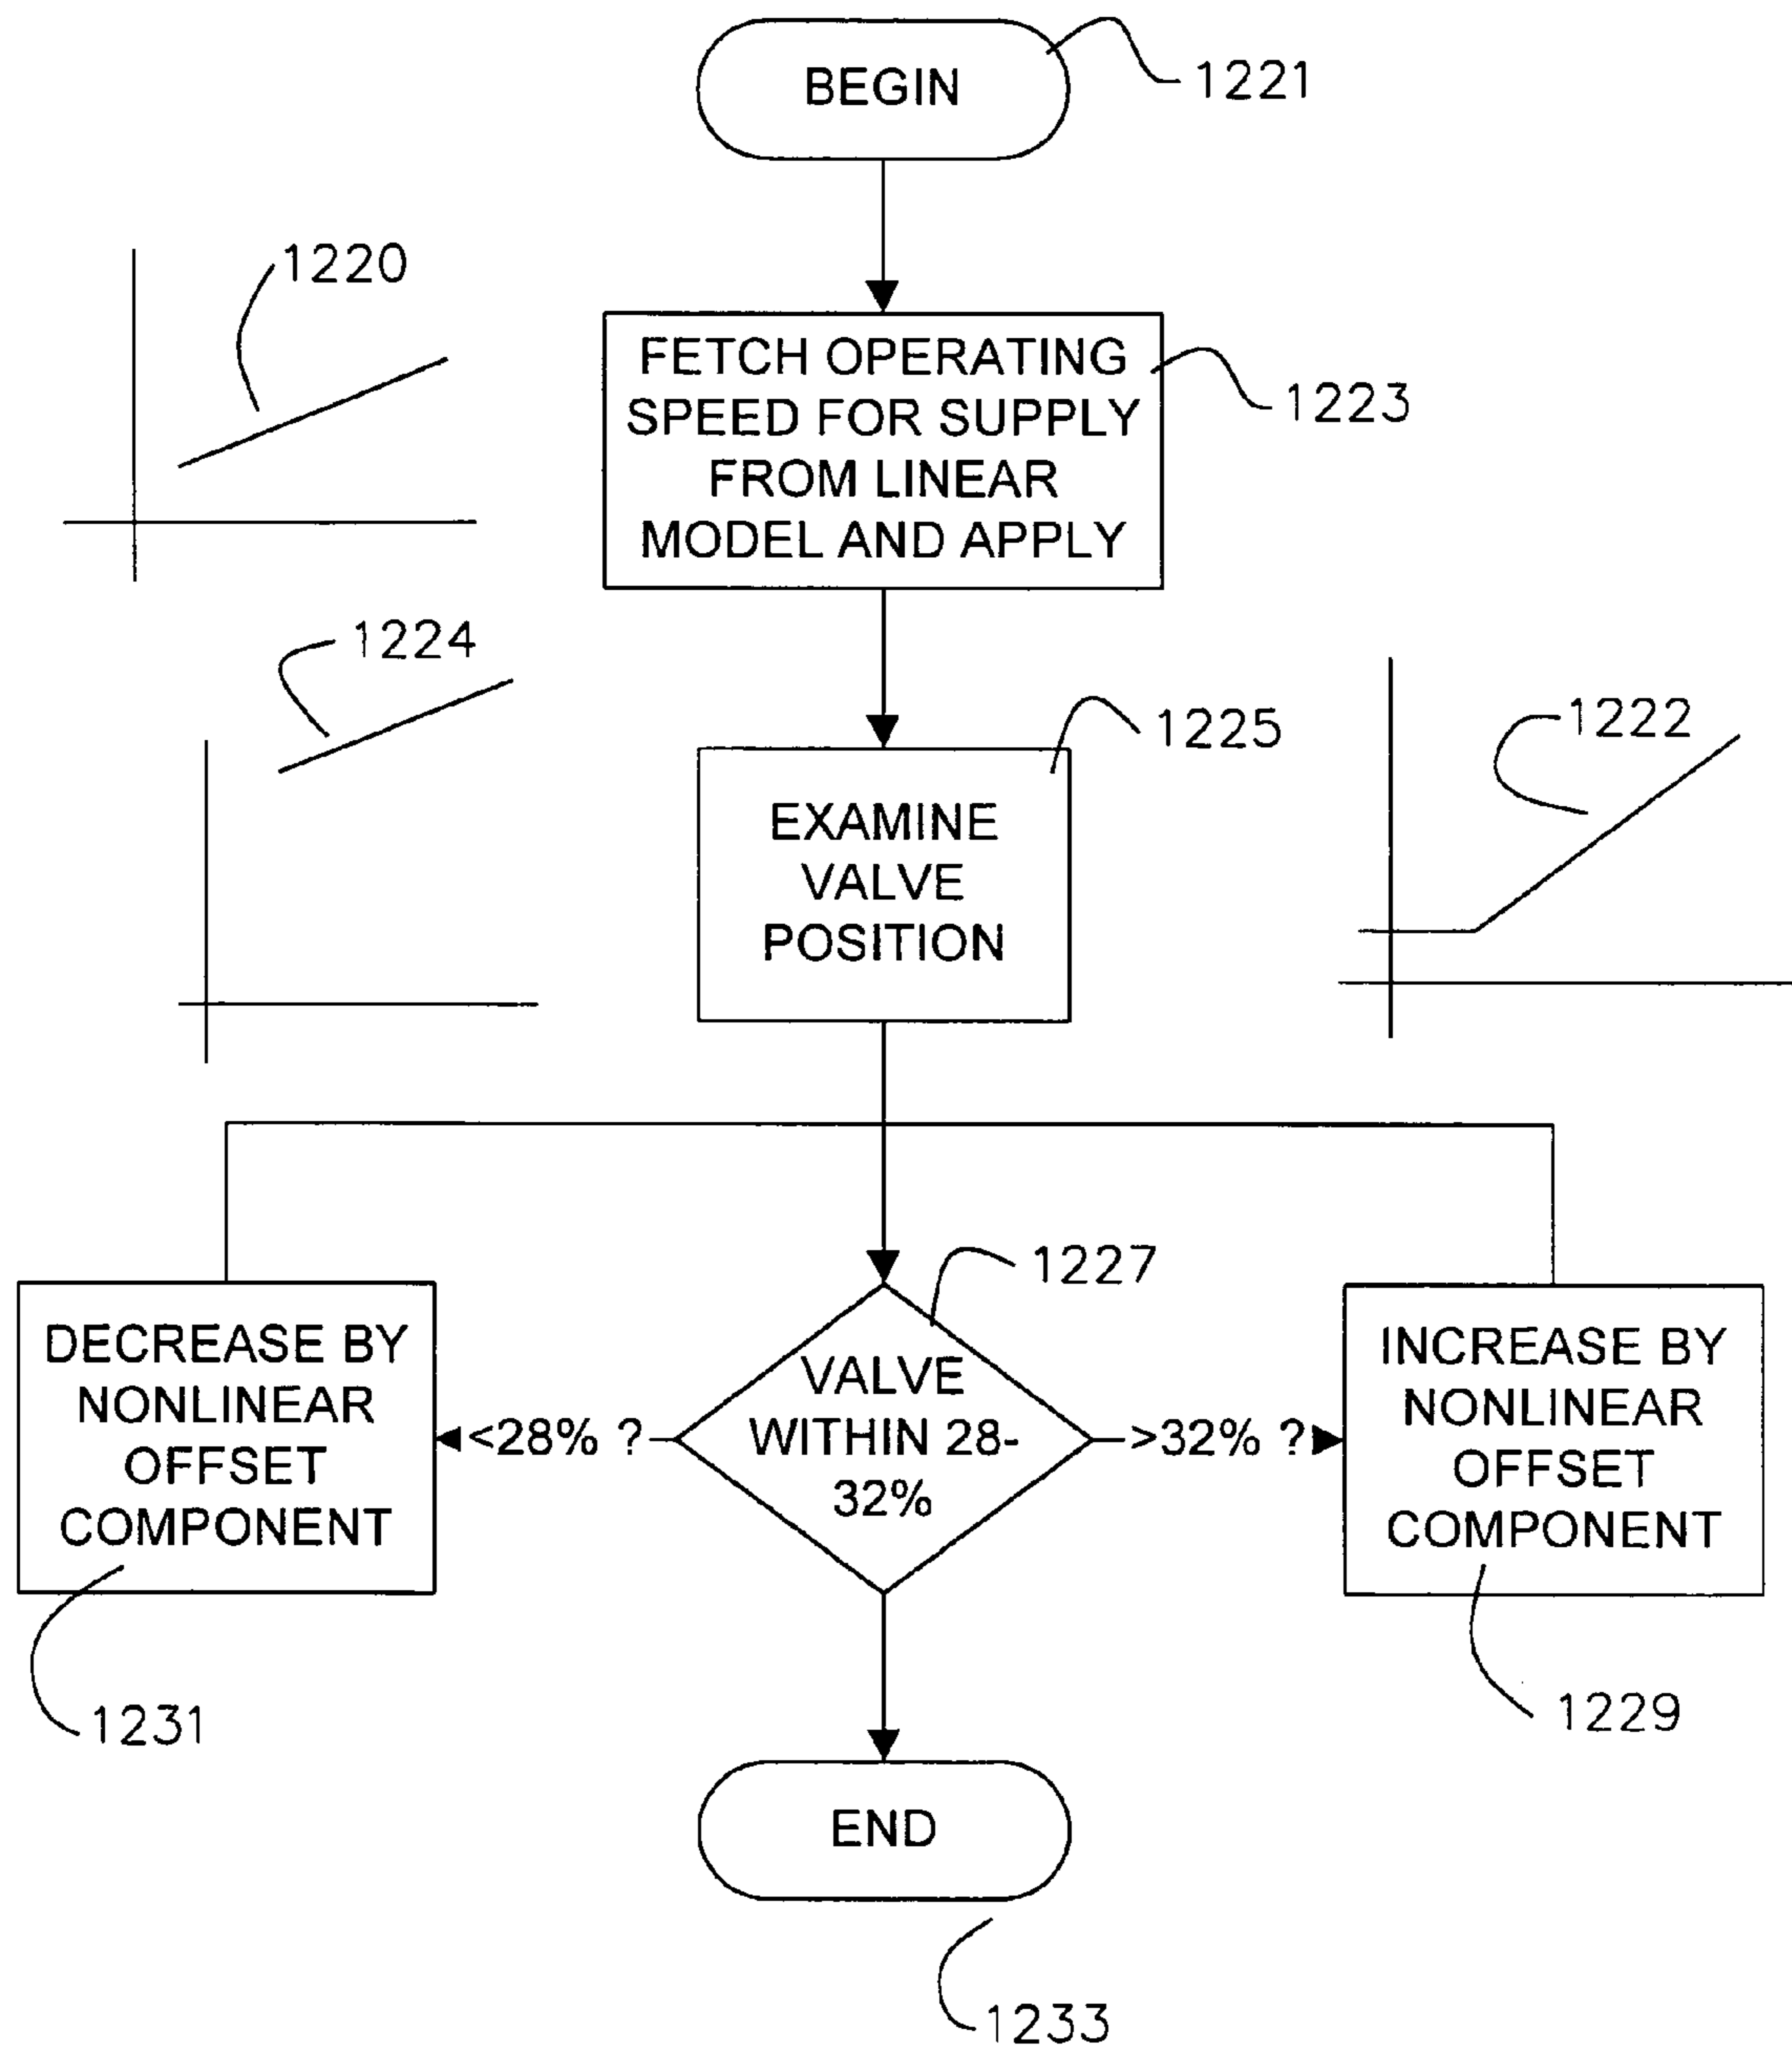 BEGIN
1221
1220
FETCH OPERATING
SPEED FOR SUPPLY
FROM LINEAR
MODEL AND APPLY
1223
1224
1225
1222
EXAMINE
VALVE
POSITION
1227
DECREASE BY
NONLINEAR
OFFSET
COMPONENT
<28% ?
VALVE
WITHIN 28-
32%
>32% ?
INCREASE BY
NONLINEAR
OFFSET
COMPONENT
1231
1229
END
1233